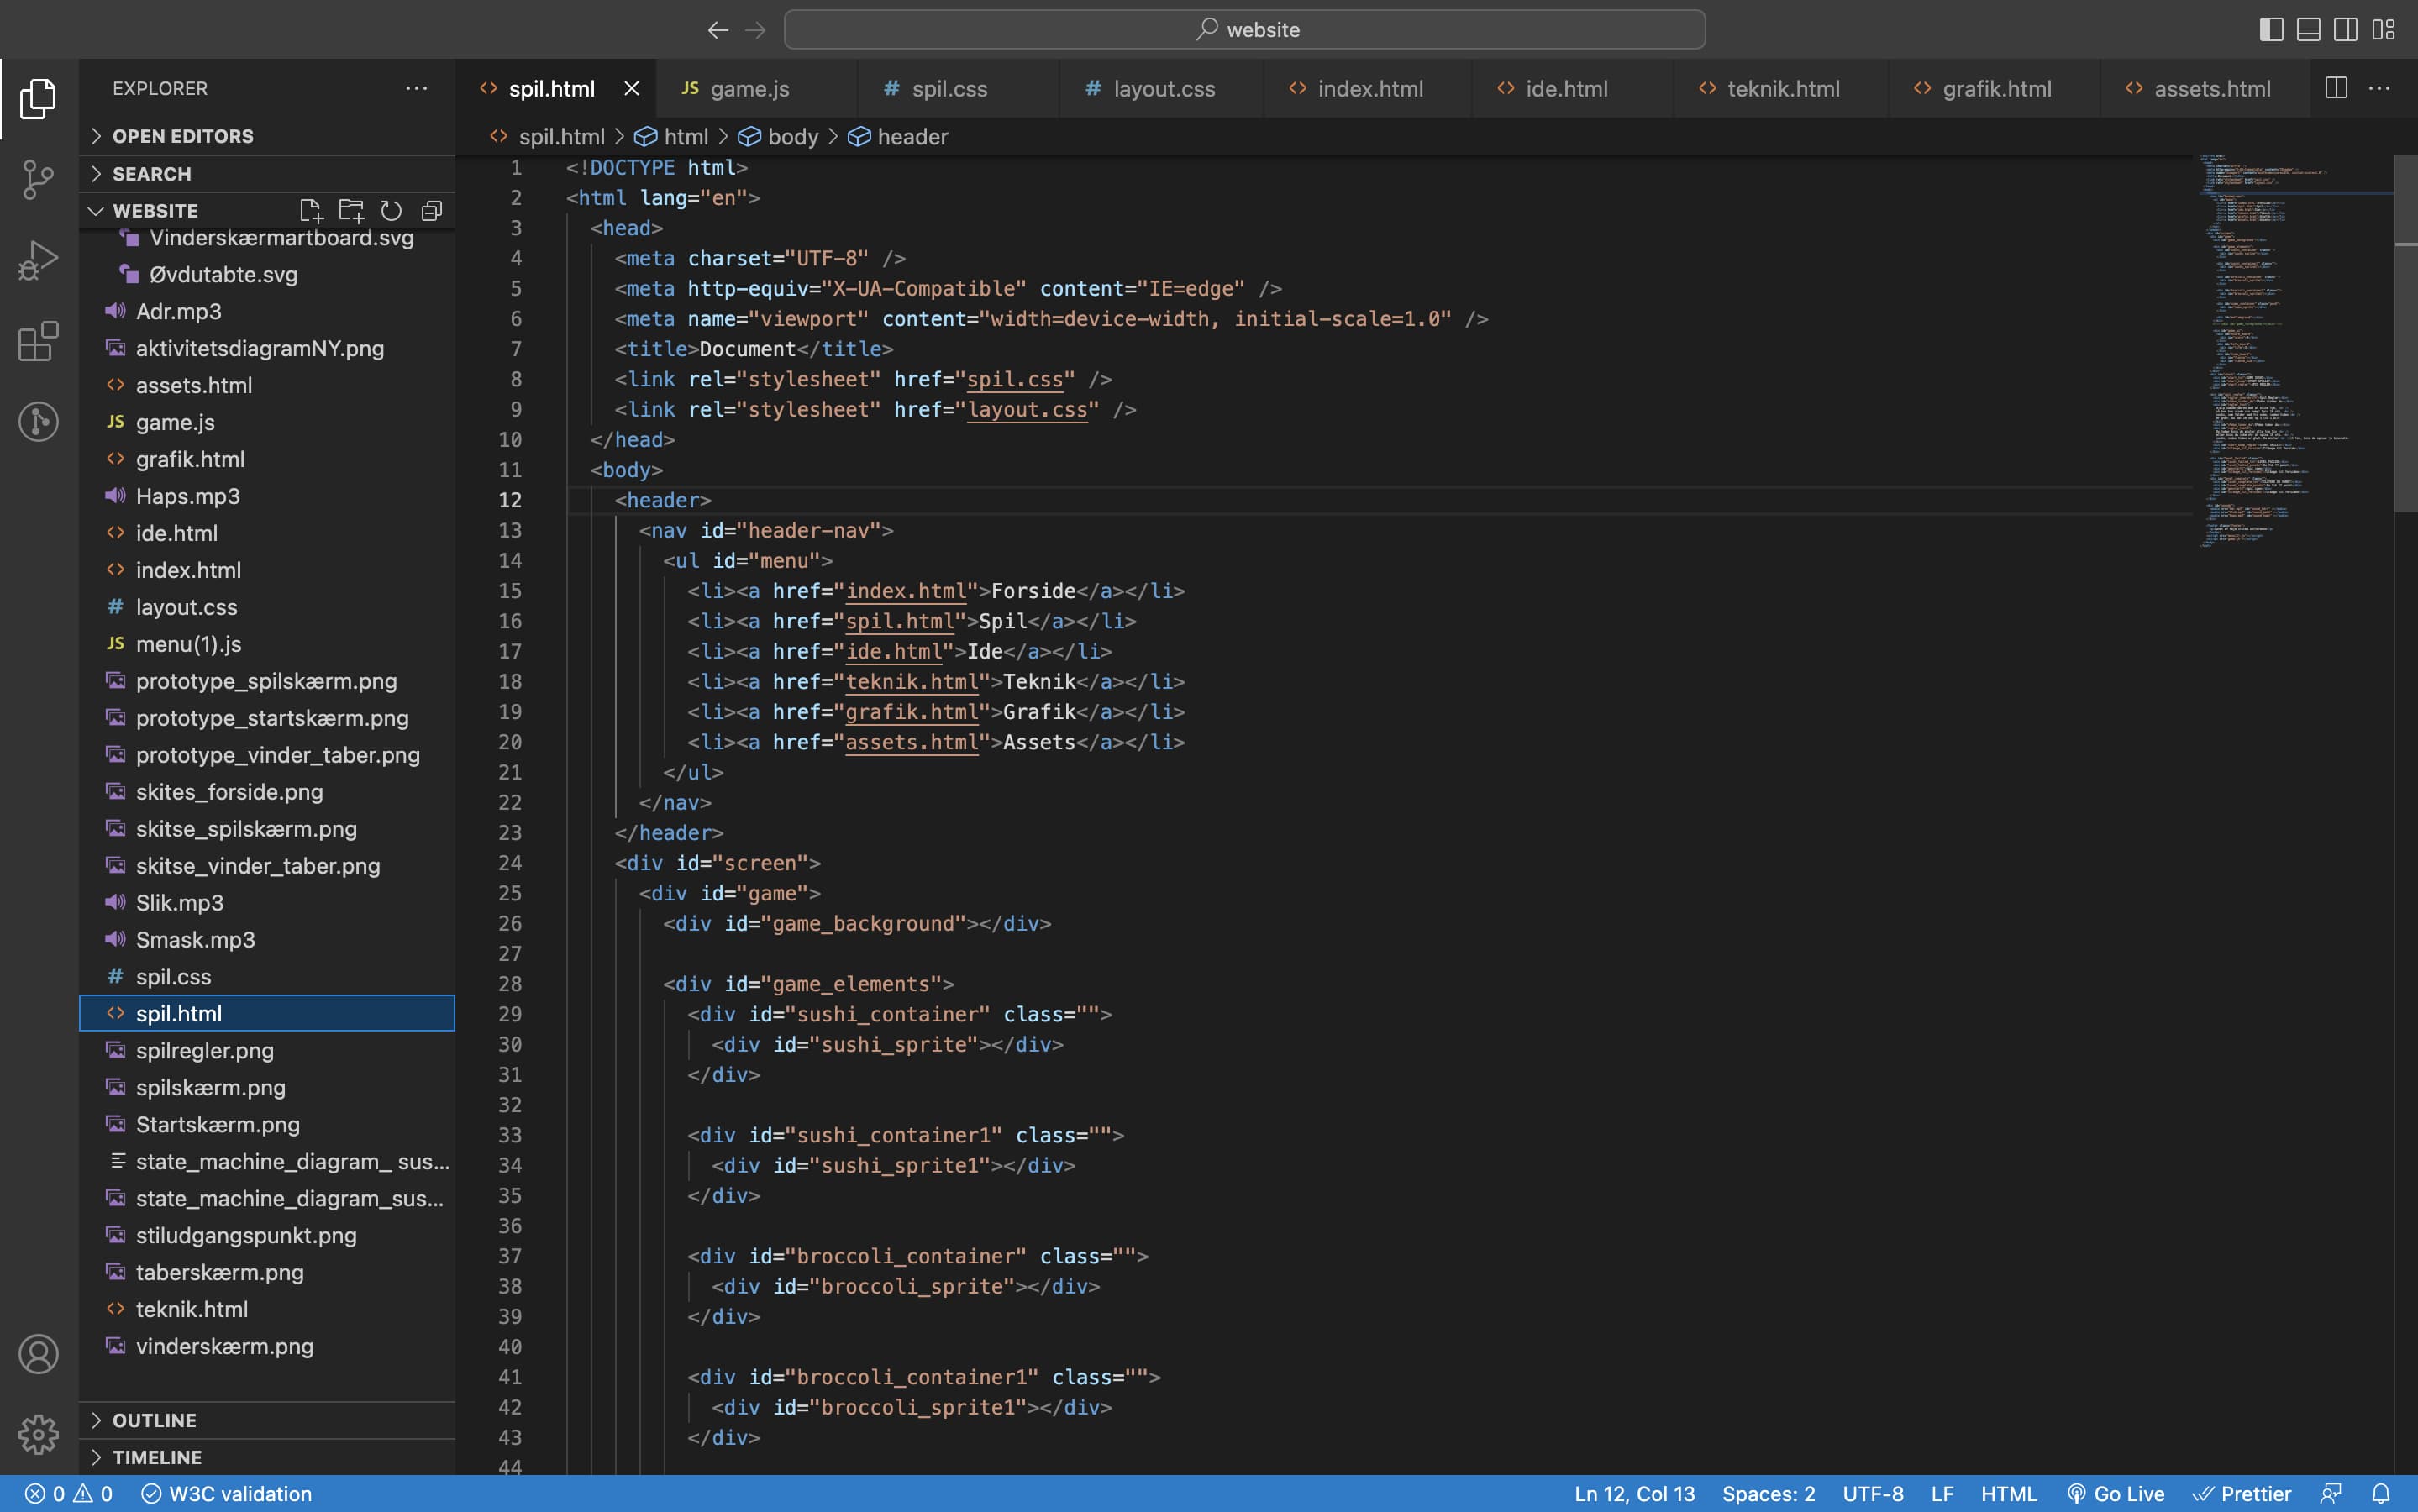 website
EXPLORER
spil.html
game.js
spil.css
layout.css
index.html
ide.html
teknik.html
grafik.html
assets.html
OPEN EDITORS
SEARCH
WEBSITE
Vinderskærmartboard.svg
Øvdutabte.svg
Adr.mp3
aktivitetsdiagramNY.png
assets.html
game.js
grafik.html
Haps.mp3
ide.html
index.html
layout.css
menu(1).js
prototype_spilskærm.png
prototype_startskærm.png
prototype_vinder_taber.png
skites_forside.png
skitse_spilskærm.png
skitse_vinder_taber.png
Slik.mp3
Smask.mp3
spil.css
spil.html
spilregler.png
spilskærm.png
Startskærm.png
state_machine_diagram_ sus...
state_machine_diagram_sus...
stiludgangspunkt.png
taberskærm.png
teknik.html
vinderskærm.png
OUTLINE
TIMELINE
spil.html > html > body > header
1 <!DOCTYPE html>
2 <html lang="en">
3 <head>
4 <meta charset="UTF-8" />
5 <meta http-equiv="X-UA-Compatible" content="IE=edge" />
6 <meta name="viewport" content="width=device-width, initial-scale=1.0" />
7 <title>Document</title>
8 <link rel="stylesheet" href="spil.css" />
9 <link rel="stylesheet" href="layout.css" />
10 </head>
11 <body>
12 <header>
13 <nav id="header-nav">
14 <ul id="menu">
15 <li><a href="index.html">Forside</a></li>
16 <li><a href="spil.html">Spil</a></li>
17 <li><a href="ide.html">Ide</a></li>
18 <li><a href="teknik.html">Teknik</a></li>
19 <li><a href="grafik.html">Grafik</a></li>
20 <li><a href="assets.html">Assets</a></li>
21 </ul>
22 </nav>
23 </header>
24 <div id="screen">
25 <div id="game">
26 <div id="game_background"></div>
27
28 <div id="game_elements">
29 <div id="sushi_container" class="">
30 <div id="sushi_sprite"></div>
31 </div>
32
33 <div id="sushi_container1" class="">
34 <div id="sushi_sprite1"></div>
35 </div>
36
37 <div id="broccoli_container" class="">
38 <div id="broccoli_sprite"></div>
39 </div>
40
41 <div id="broccoli_container1" class="">
42 <div id="broccoli_sprite1"></div>
43 </div>
44
0 0 W3C validation
Ln 12, Col 13 Spaces: 2 UTF-8 LF HTML Go Live Prettier